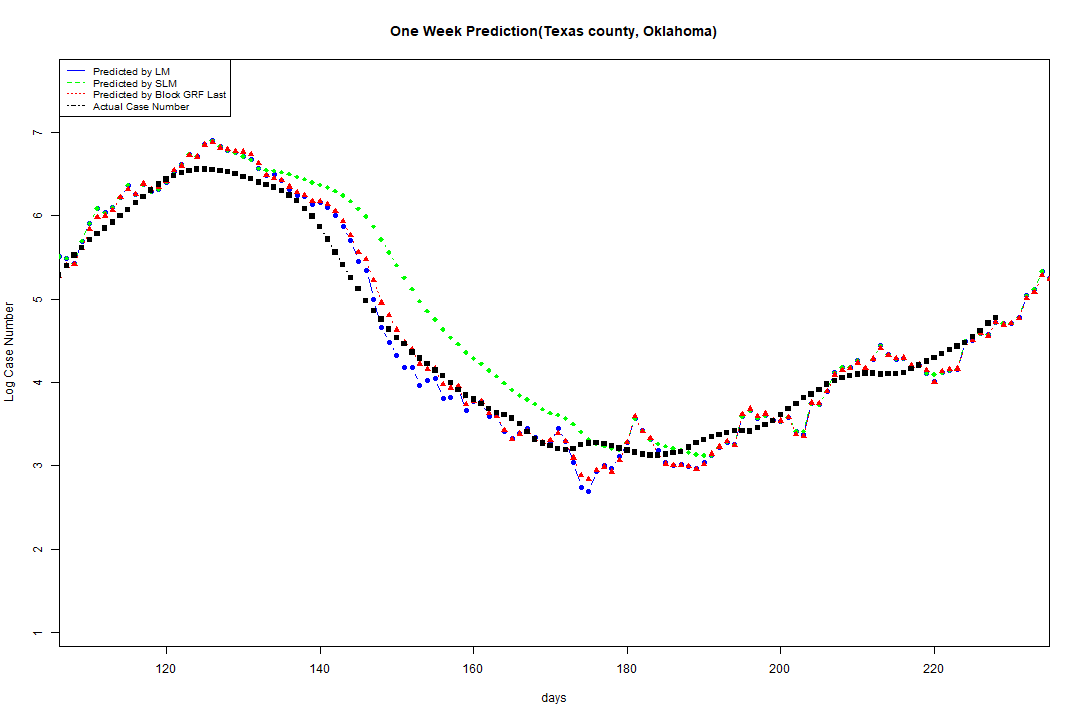 One Week Prediction(Texas county, Oklahoma)
Predicted by LM
Predicted by SLM
Predicted by Block GRF Last
Actual Case Number
7
6
5
4
3
2
1
Log Case Number
120 140 160 180 200 220
days